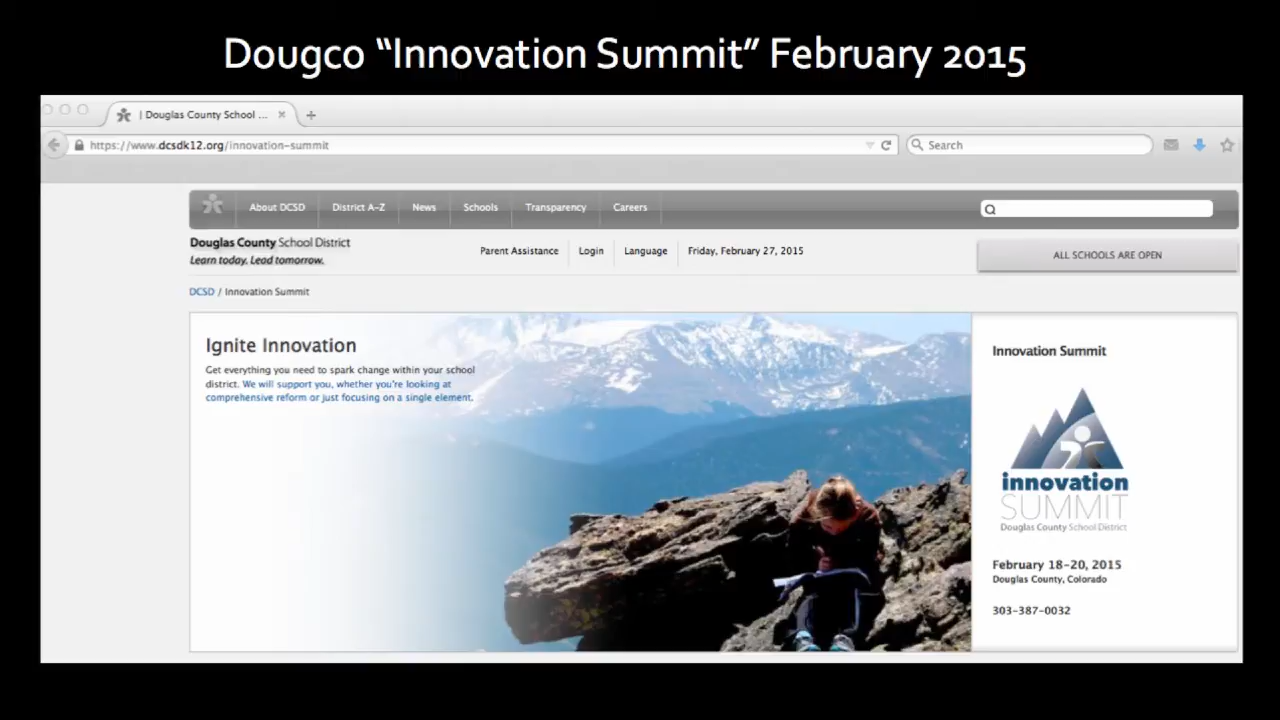 Dougco “Innovation Summit” February 2015
| Douglas County School ...
https://www.dcsdk12.org/innovation-summit
Search
About DCSD District A-Z News Schools Transparency Careers
Douglas County School District
Learn today. Lead tomorrow.
Parent Assistance Login Language Friday, February 27, 2015
ALL SCHOOLS ARE OPEN
DCSD / Innovation Summit
Ignite Innovation
Get everything you need to spark change within your school
district. We will support you, whether you're looking at
comprehensive reform or just focusing on a single element.
Innovation Summit
innovation
SUMMIT
Douglas County School District
February 18-20, 2015
Douglas County, Colorado
303-387-0032